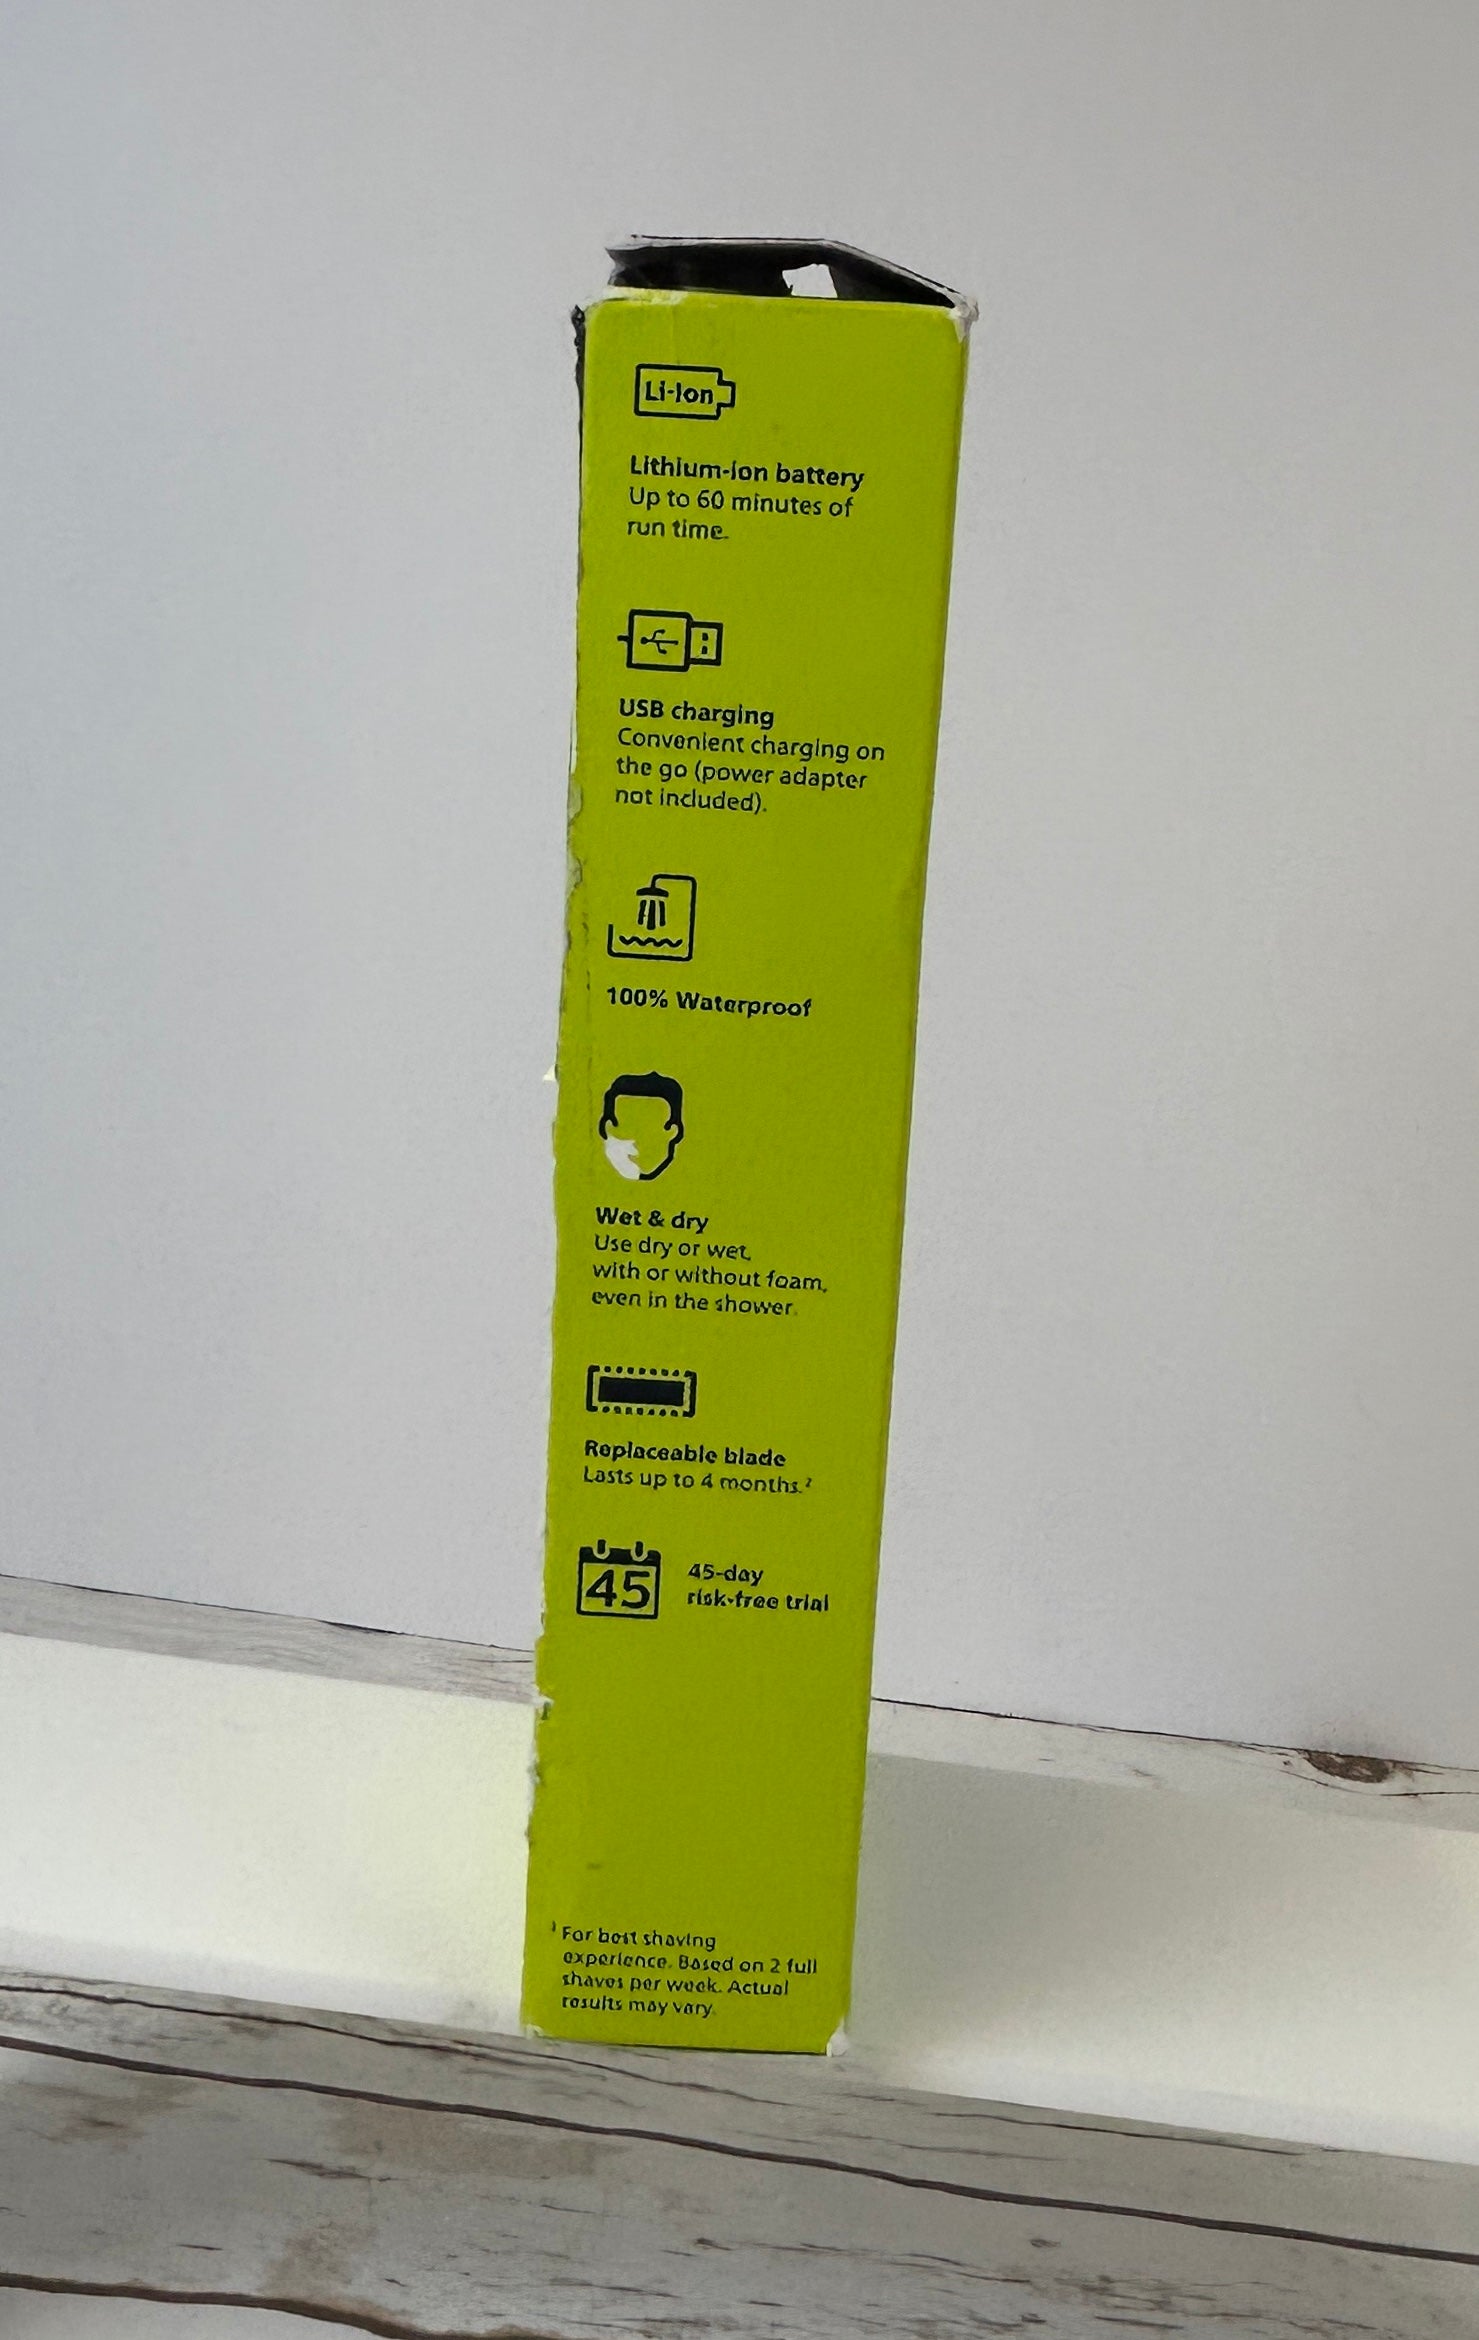 Li-Ion
Lithium-ion battery
Up to 60 minutes of
run time.
USB charging
Convenient charging on
the go (power adapter
not included).
100% Waterproof
Wet & dry
Use dry or wet,
with or without foam,
even in the shower.
Replaceable blade
Lasts up to 4 months.²
45
45-day
risk-free trial
For best shaving
experience. Based on 2 full
shaves per week. Actual
results may vary.